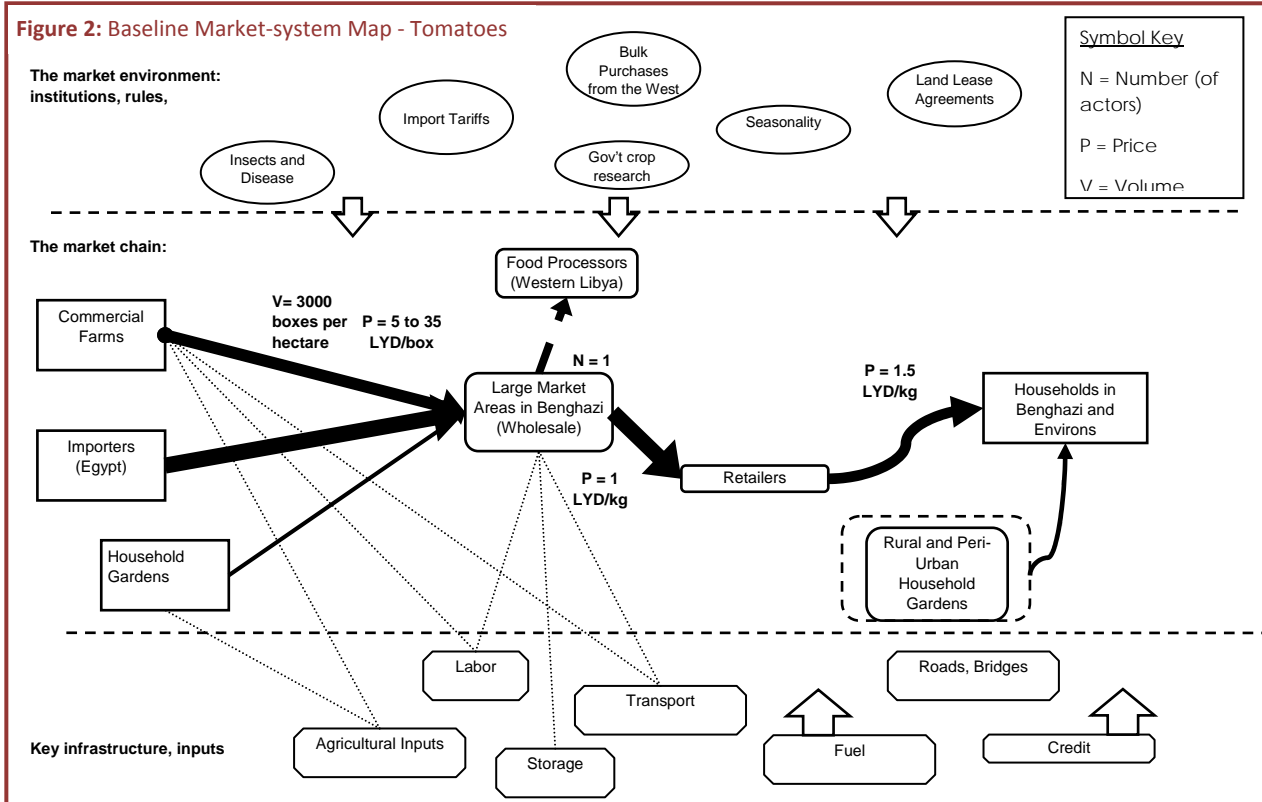 Figure 2: Baseline Market-system Map - Tomatoes
Symbol Key
N = Number (of
actors)
P = Price
V = Volume
The market environment:
institutions, rules,
Bulk
Purchases
from the West
Land Lease
Agreements
Import Tariffs
Seasonality
Insects and
Disease
Gov't crop
research
The market chain:
Food Processors
(Western Libya)
Commercial
Farms
V= 3000
boxes per
hectare
P = 5 to 35
LYD/box
N = 1
Large Market
Areas in Benghazi
(Wholesale)
P = 1.5
LYD/kg
Households in
Benghazi and
Environs
Importers
(Egypt)
P = 1
LYD/kg
Retailers
Household
Gardens
Rural and Peri-
Urban
Household
Gardens
Labor
Roads, Bridges
Transport
Key infrastructure, inputs
Agricultural Inputs
Storage
Fuel
Credit